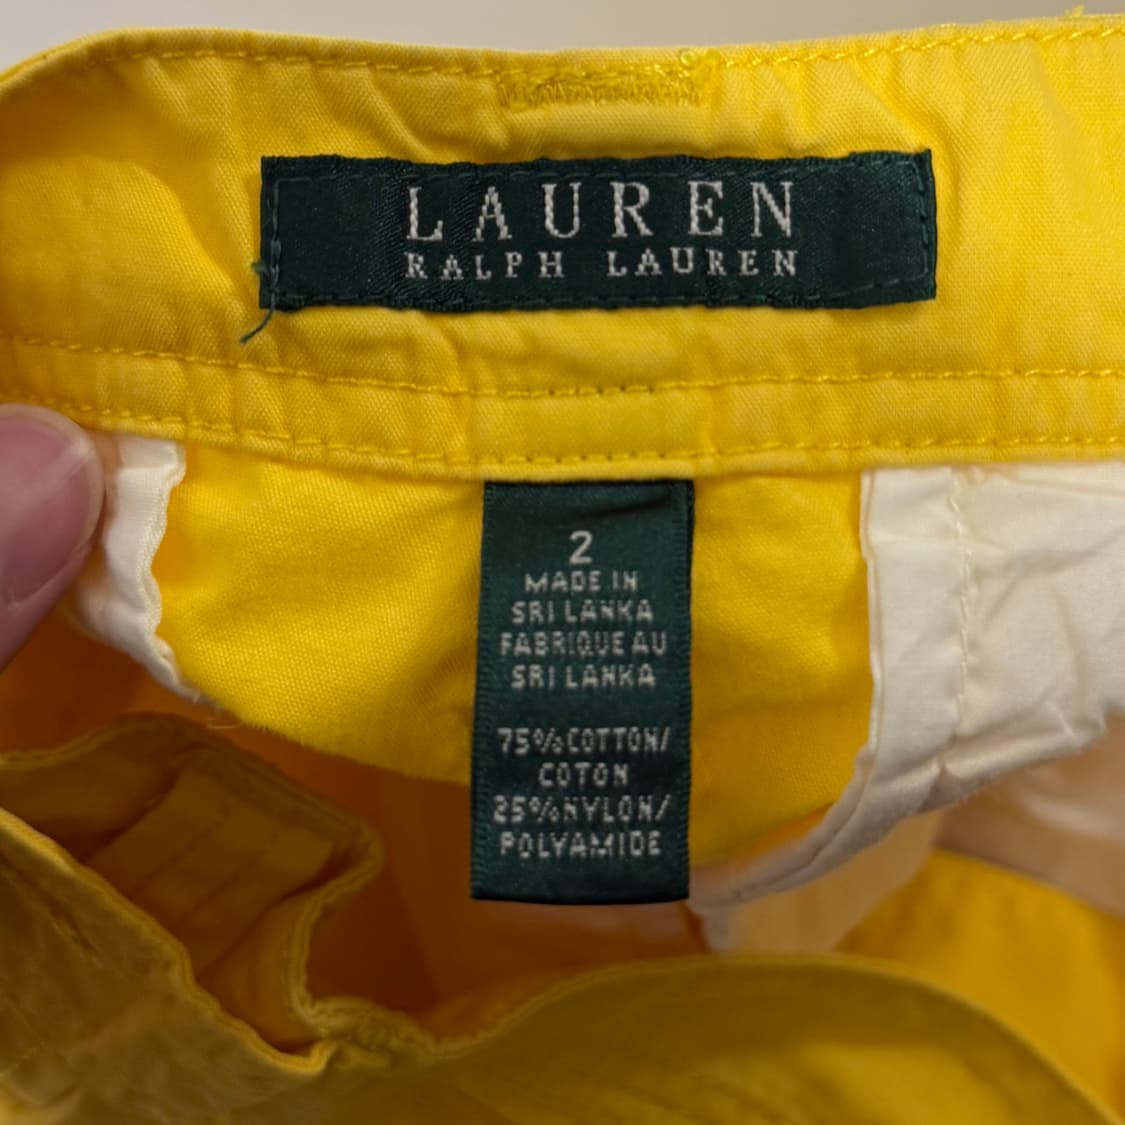 LAUREN
RALPH LAUREN
2
MADE IN
SRI LANKA
FABRIQUE AU
SRI LANKA
75%COTTON/
COTON
25%NYLON/
POLYAMIDE